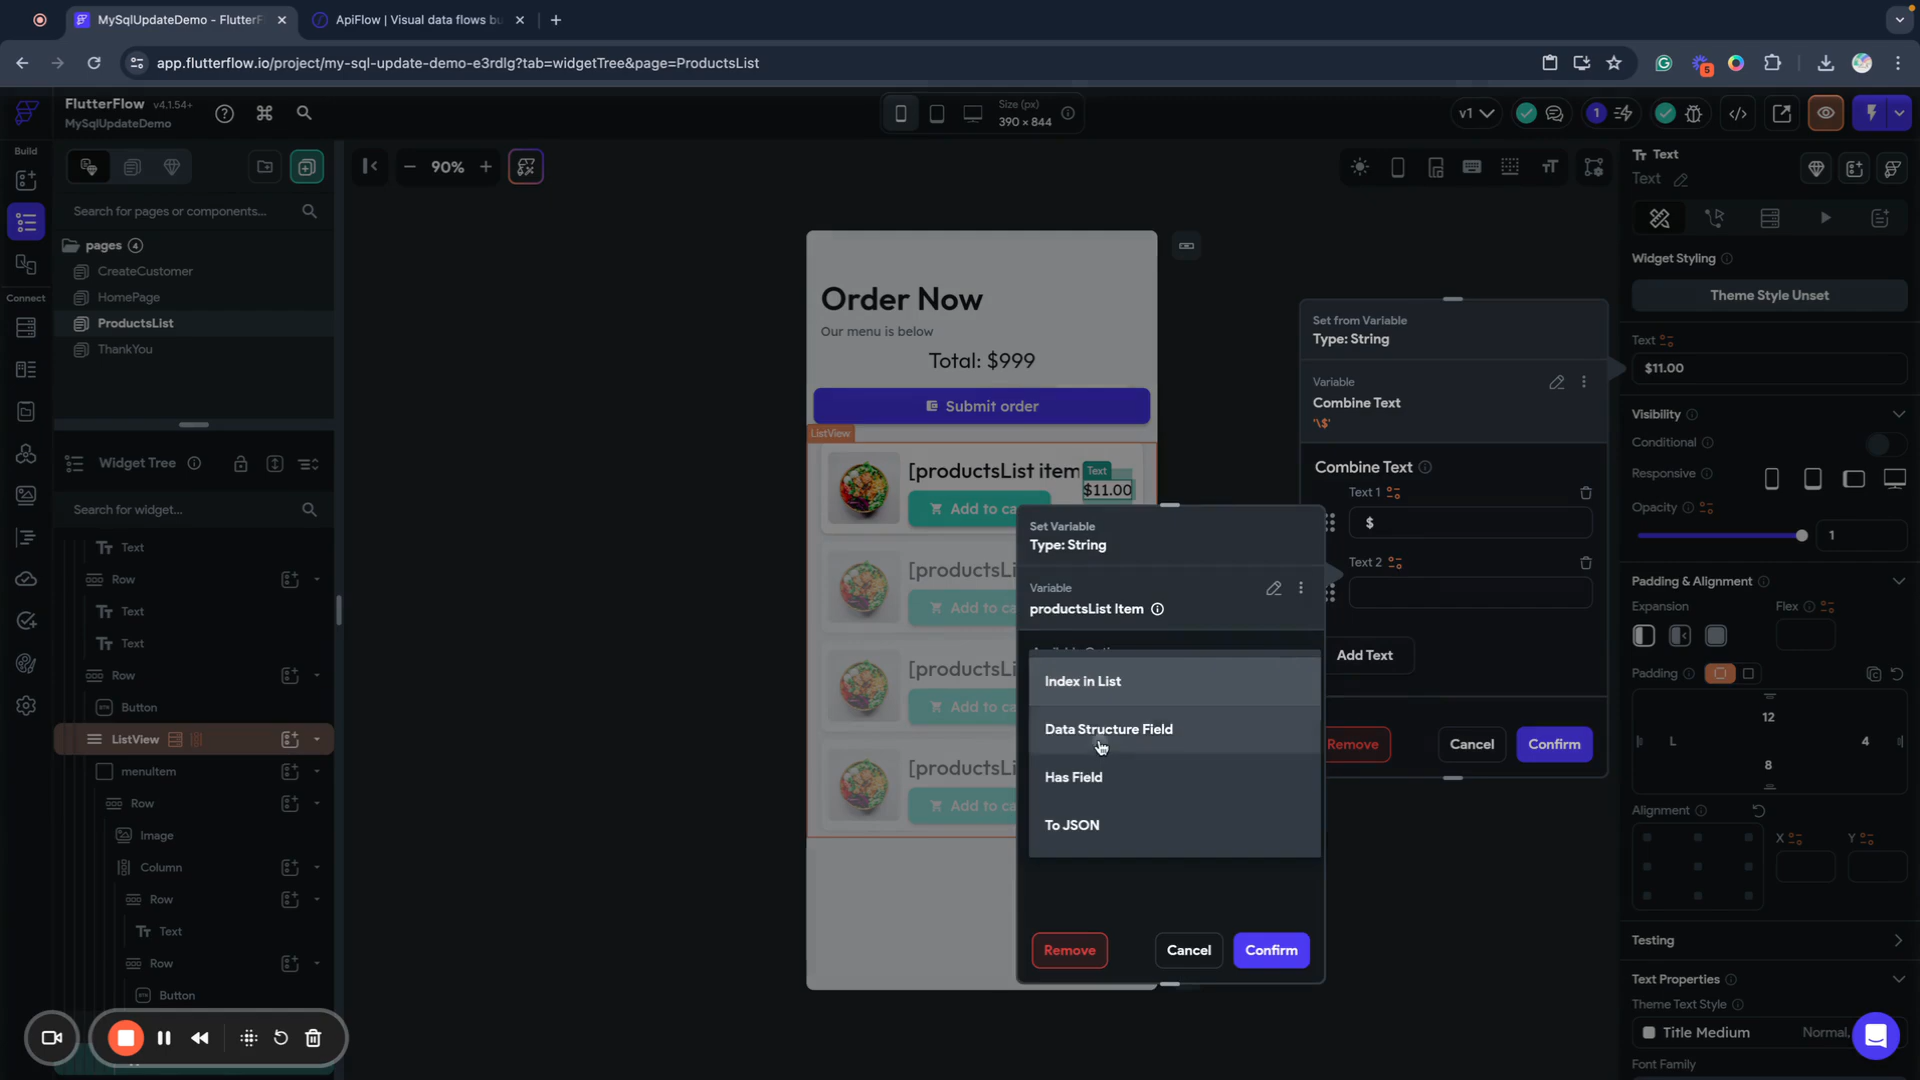 MySqlUpdateDemo - FlutterF
ApiFlow | Visual data flows bu
app.flutterflow.io/project/my-sql-update-demo-e3rdlg?tab=widgetTree&page=ProductsList
5
FlutterFlow
v4.1.54+
MySqlUpdateDemo
Size (px)
390 × 844
v1
1
Build
Connect
Search for pages or components...
pages
4
CreateCustomer
HomePage
ProductsList
ThankYou
Widget Tree
Search for widget...
Text
Row
Text
Text
Row
Button
ListView
menuItem
Row
Image
Column
Row
Text
Row
Button
90%
Order Now
Our menu is below
Total: $999
Submit order
ListView
[productsList item
Text
$11.00
Add to ca
[productsLi
Add to ca
[productsLi
Add to ca
[productsLi
Add to ca
Set Variable
Type: String
Variable
productsList Item
Index in List
Data Structure Field
Has Field
To JSON
Remove
Cancel
Confirm
Set from Variable
Type: String
Variable
Combine Text
'\$'
Combine Text
Text 1
$
Text 2
Add Text
Remove
Cancel
Confirm
Text
Text
Widget Styling
Theme Style Unset
Text
$11.00
Visibility
Conditional
Responsive
Opacity
1
Padding & Alignment
Expansion
Flex
Padding
12
L
4
8
Alignment
X
Y
Testing
Text Properties
Theme Text Style
Title Medium
Normal,
Font Family